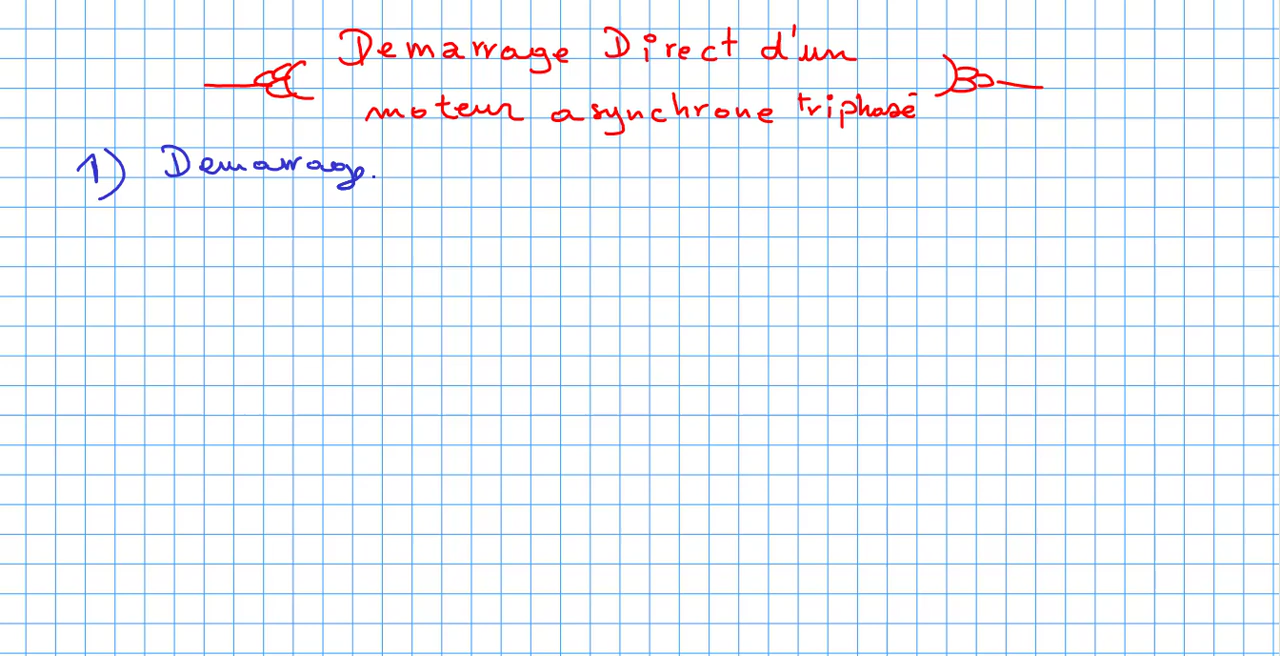 Demarrage Direct d'un
moteur asynchrone triphasé
1) Demarrage.